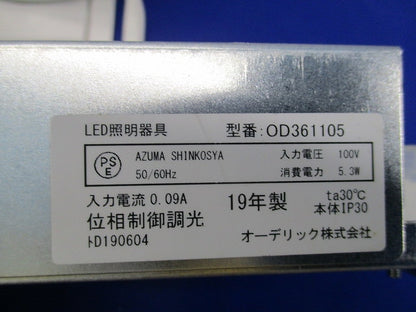 LED照明器具 型番:OD361105
PS
E
AZUMA SHINKOSYA 入力電圧 100V
50/60Hz 消費電力 5.3W
入力電流 0.09A 19年製 ta30℃
位相制御調光 本体IP30
ﾄD190604 オーデリック株式会社